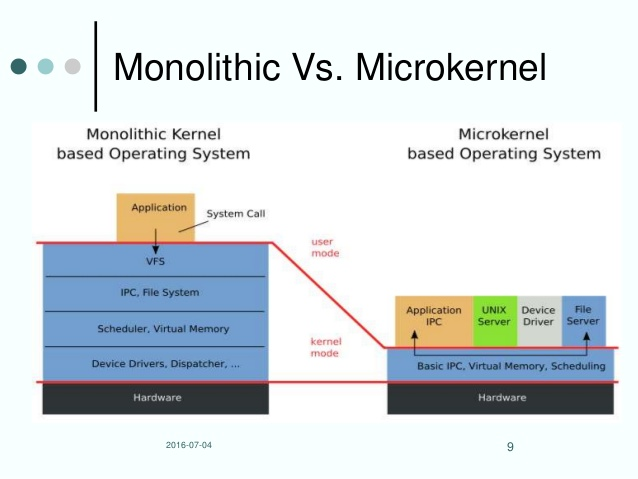 Monolithic Vs. Microkernel
Monolithic Kernel
based Operating System
Microkernel
based Operating System
Application
System Call
user
mode
VFS
IPC, File System
Scheduler, Virtual Memory
kernel
mode
Device Drivers, Dispatcher, ...
Hardware
Application
IPC
UNIX
Server
Device
Driver
File
Server
Basic IPC, Virtual Memory, Scheduling
Hardware
2016-07-04
9